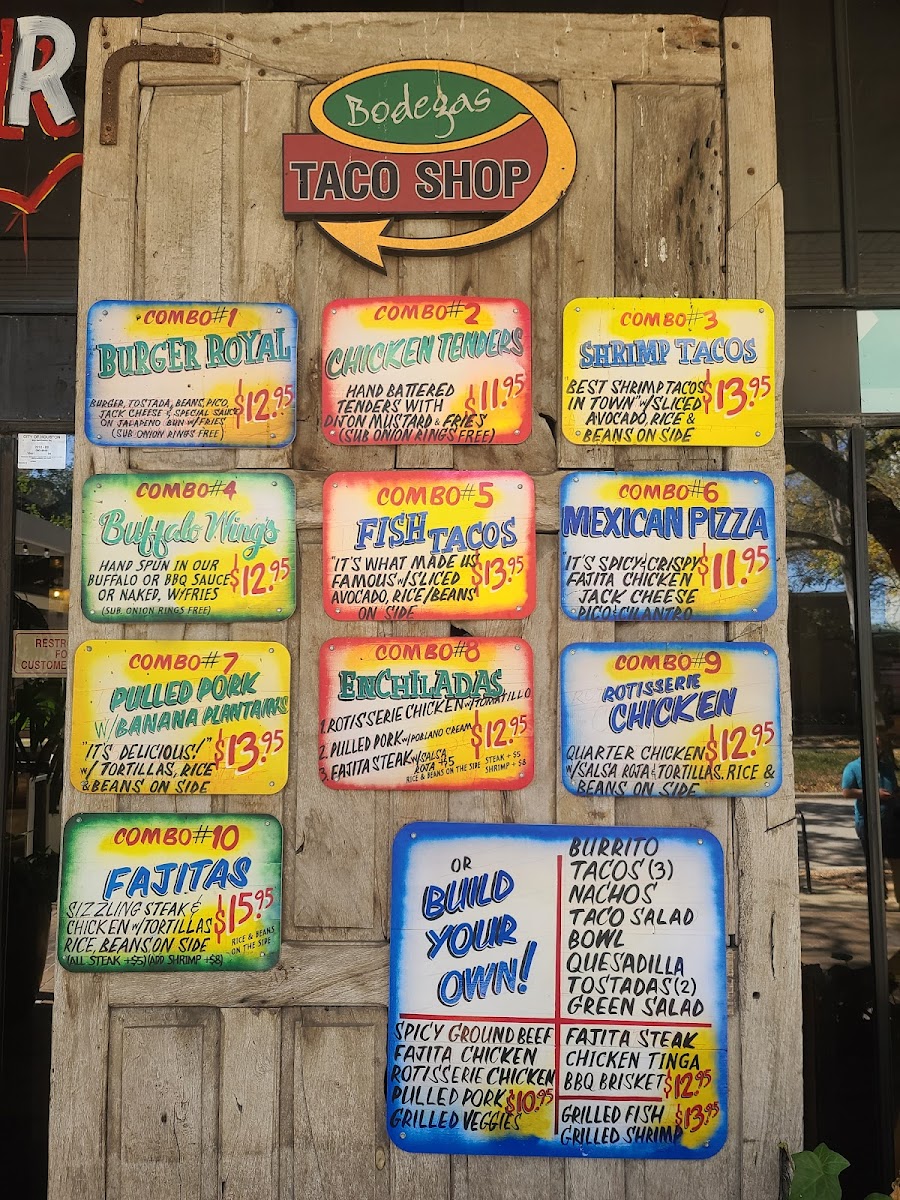 R
Bodegas
TACO SHOP
COMBO#1
BURGER ROYAL
BURGER, TOSTADA, BEANS, PICO,
JACK CHEESE & SPECIAL SAUCE
ON JALAPENO BUN W/FRIES
(SUB ONION RINGS FREE)
$12.95
COMBO#2
CHICKEN TENDERS
HAND BATTERED
TENDERS WITH
DIJON MUSTARD & FRIES
(SUB ONION RINGS FREE)
$11.95
COMBO#3
SHRIMP TACOS
BEST SHRIMP TACOS
IN TOWN W/SLICED
AVOCADO, RICE &
BEANS ON SIDE
$13.95
COMBO#4
Buffalo Wings
HAND SPUN IN OUR
BUFFALO OR BBQ SAUCE
OR NAKED, W/FRIES
(SUB. ONION RINGS FREE)
$12.95
COMBO#5
FISH TACOS
"IT'S WHAT MADE US
FAMOUS W/SLICED
AVOCADO, RICE/BEANS
ON SIDE
$13.95
COMBO#6
MEXICAN PIZZA
IT'S SPICY & CRISPY
FAJITA CHICKEN
JACK CHEESE
PICO & CILANTRO
$11.95
CITY OF HOUSTON
RESTR
FO
CUSTOME
COMBO#7
PULLED PORK
W/BANANA PLANTAINS
"IT'S DELICIOUS!"
W/ TORTILLAS, RICE
& BEANS ON SIDE
$13.95
COMBO#8
ENCHILADAS
1. ROTISSERIE CHICKEN W/TOMATILLO
2. PULLED PORK W/POBLANO CREAM
3. FAJITA STEAK W/SALSA
ROJA +$5
$12.95
STEAK + $5
SHRIMP + $8
RICE & BEANS ON THE SIDE
COMBO#9
ROTISSERIE
CHICKEN
QUARTER CHICKEN
W/SALSA ROJA & TORTILLAS. RICE &
BEANS ON SIDE
$12.95
COMBO#10
FAJITAS
SIZZLING STEAK &
CHICKEN W/TORTILLAS
RICE, BEANS ON SIDE
(ALL STEAK +$5)(ADD SHRIMP +$8)
$15.95
RICE & BEANS
ON THE SIDE
OR
BUILD
YOUR
OWN!
BURRITO
TACOS (3)
NACHOS
TACO SALAD
BOWL
QUESADILLA
TOSTADAS (2)
GREEN SALAD
SPICY GROUND BEEF
FAJITA CHICKEN
ROTISSERIE CHICKEN
PULLED PORK
GRILLED VEGGIES
$10.95
FAJITA STEAK
CHICKEN TINGA
BBQ BRISKET
$12.95
GRILLED FISH
GRILLED SHRIMP
$13.95